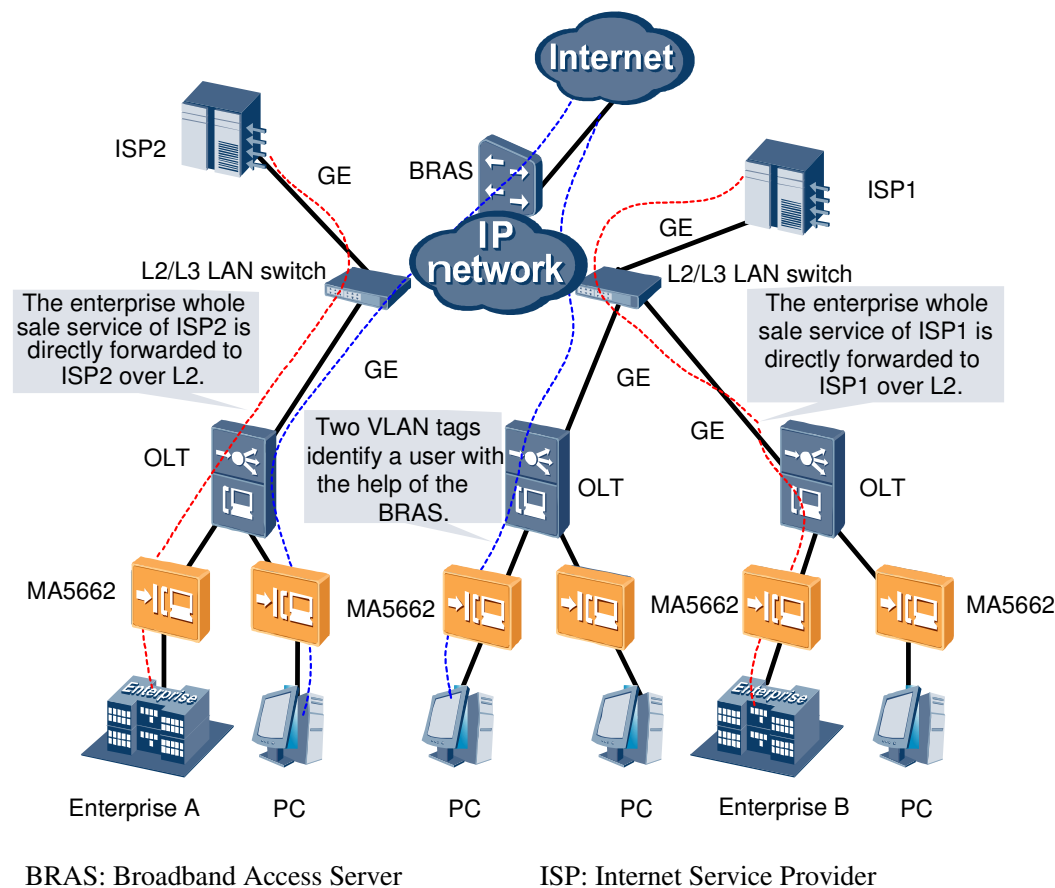 Internet
ISP2
GE
BRAS
ISP1
GE
IP
network
L2/L3 LAN switch
L2/L3 LAN switch
The enterprise whole
sale service of ISP2 is
directly forwarded to
ISP2 over L2.
The enterprise whole
sale service of ISP1 is
directly forwarded to
ISP1 over L2.
GE
GE
GE
Two VLAN tags
identify a user with
the help of the
BRAS.
OLT
OLT
OLT
MA5662
MA5662
MA5662
MA5662
Enterprise
Enterprise
Enterprise A
PC
PC
PC
Enterprise B
PC
BRAS: Broadband Access Server
ISP: Internet Service Provider